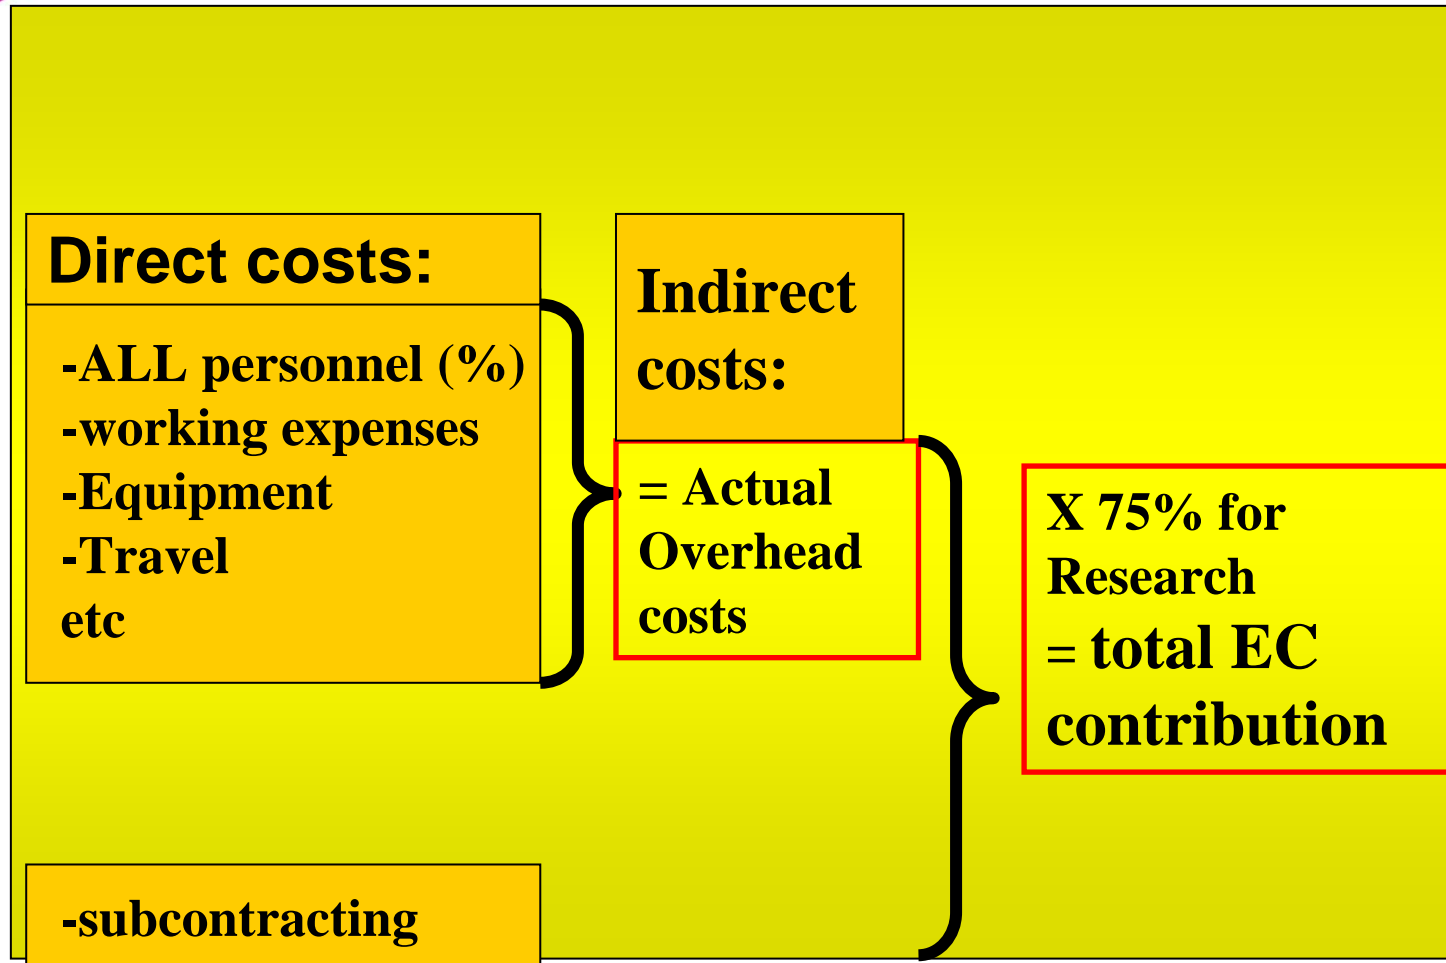 Direct costs:
-ALL personnel (%)
-working expenses
-Equipment
-Travel
etc
-subcontracting
Indirect
costs:
= Actual
Overhead
costs
X 75% for
Research
= total EC
contribution